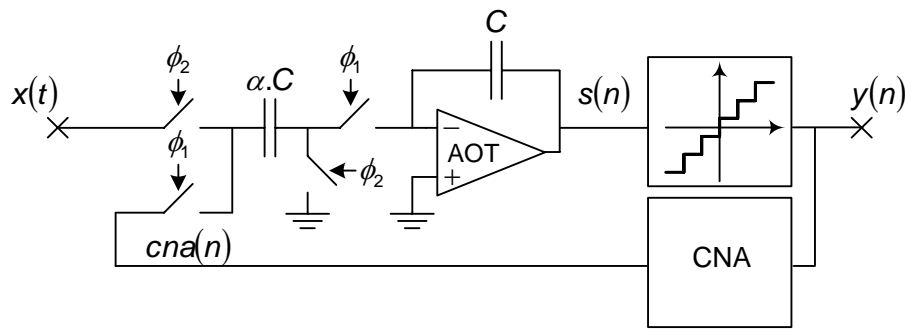 C
ϕ₂
α.C
ϕ₁
x(t)
s(n)
y(n)
−
AOT
+
ϕ₁
ϕ₂
cna(n)
CNA